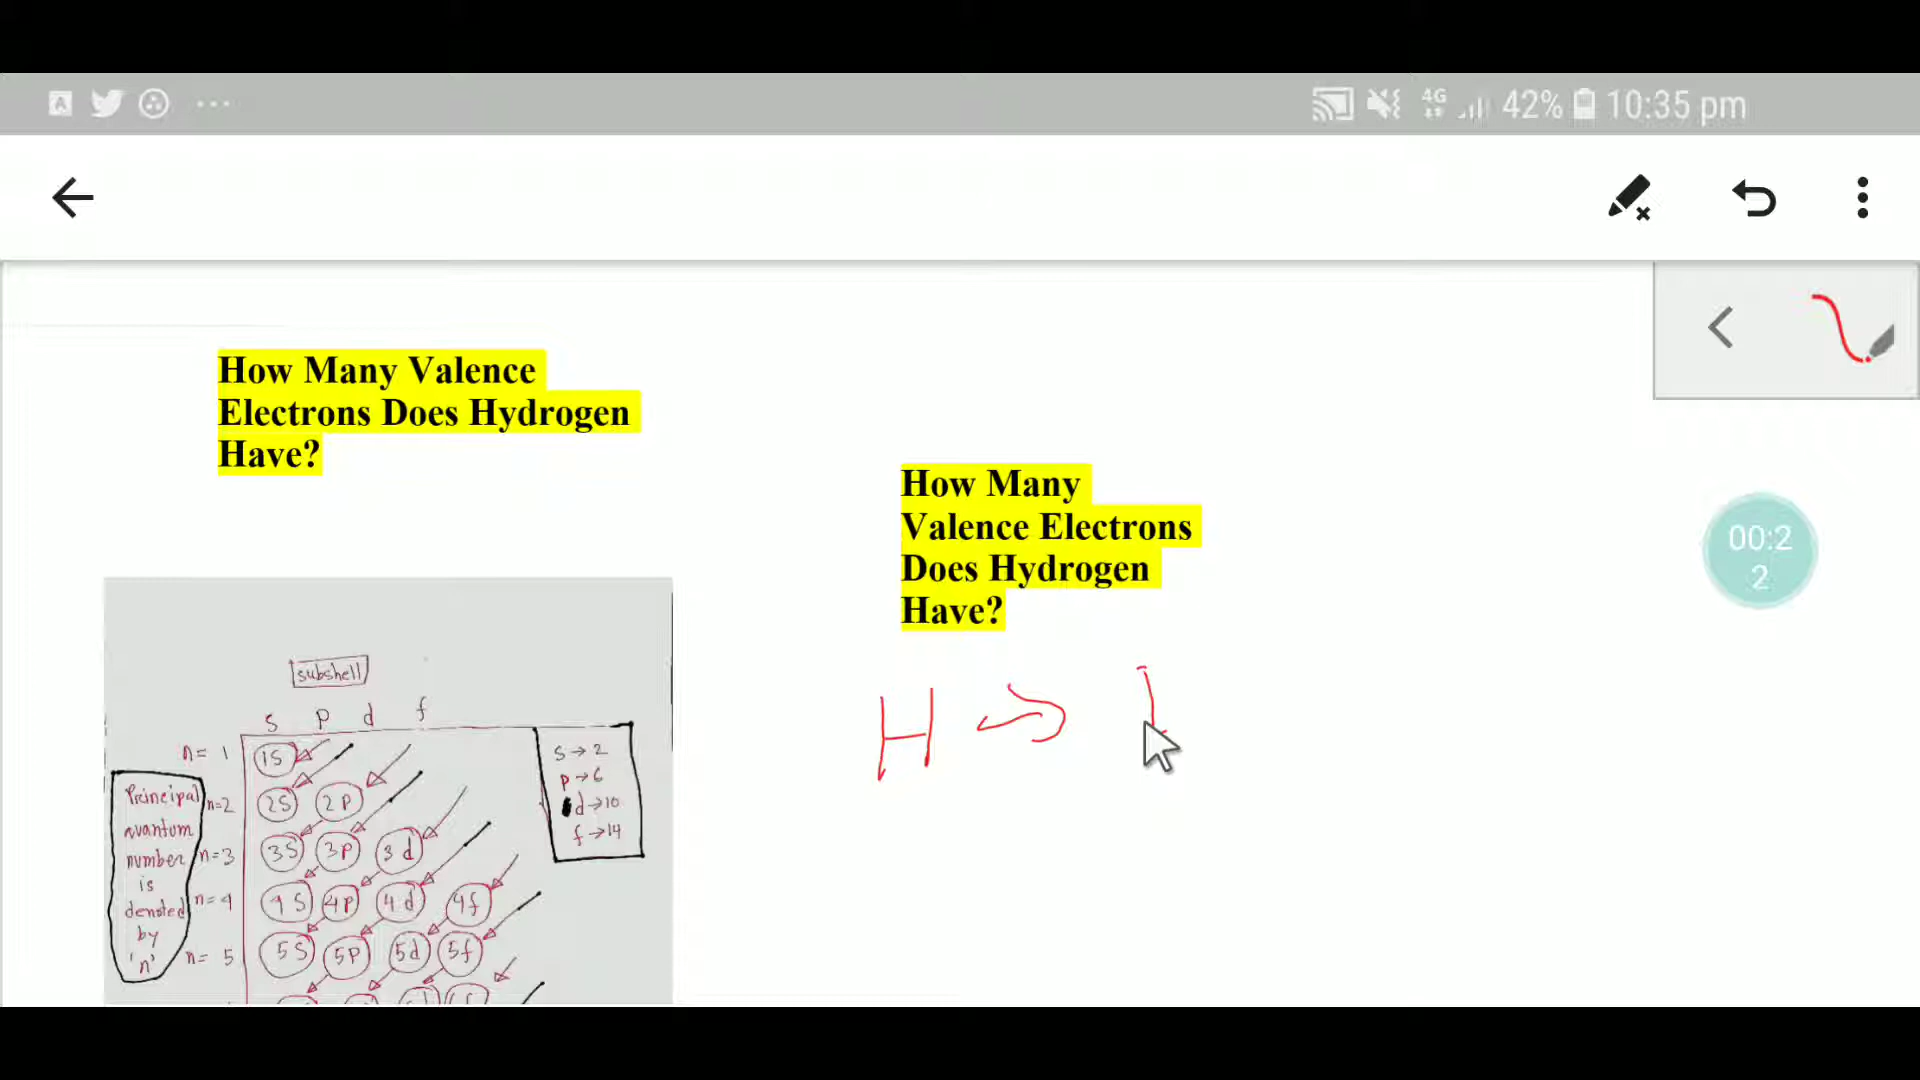 42% 10:35 pm
4G
A
How Many Valence
Electrons Does Hydrogen
Have?
How Many
Valence Electrons
Does Hydrogen
Have?
00:2
2
H
subshell
s p d f
n= 1 1S
n=2 2S 2P
n=3 3S 3P 3d
n=4 4S 4P 4d 4f
n= 5 5S 5P 5d 5f
S→2
P→6
d→10
f→14
Principal
number
is
denoted
by
'n'